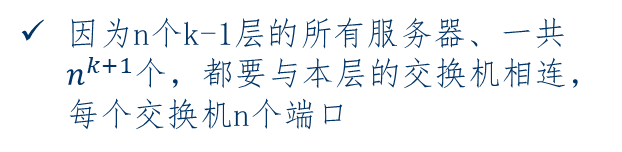 ✓ 因为n个k-1层的所有服务器、一共
n^{k+1}个，都要与本层的交换机相连，
每个交换机n个端口